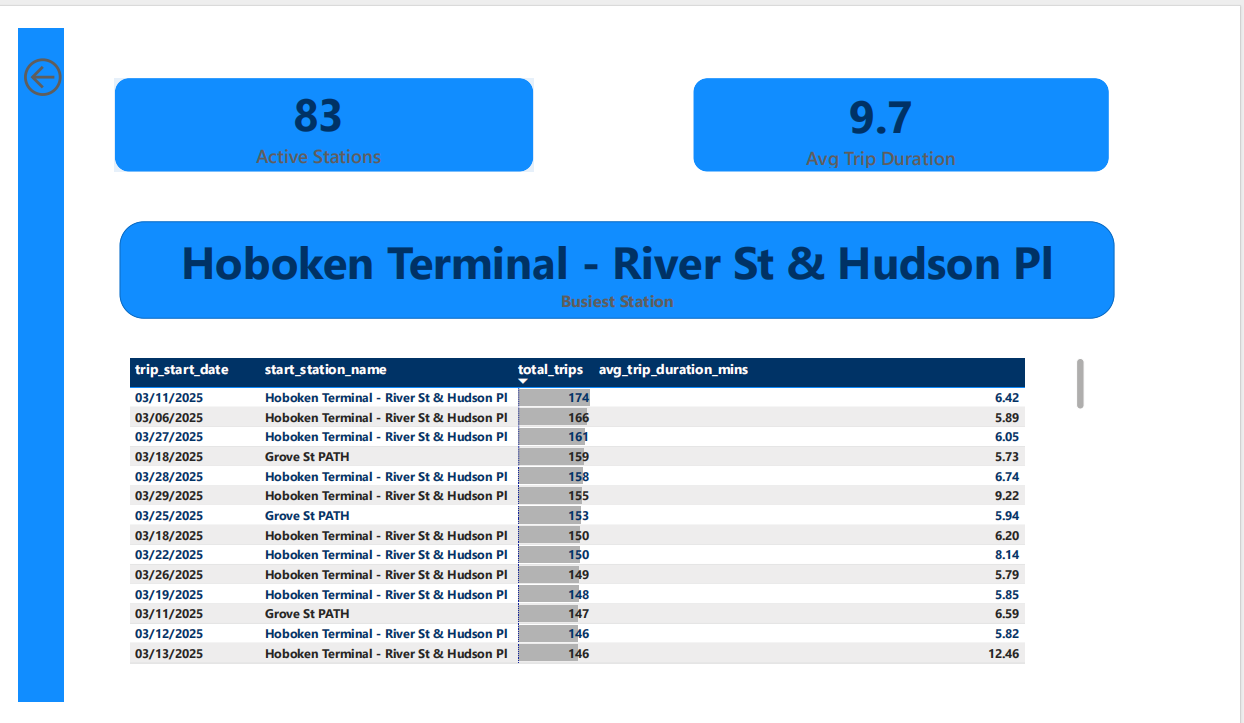 83
Active Stations
9.7
Avg Trip Duration
Hoboken Terminal - River St & Hudson Pl
Busiest Station
trip_start_date start_station_name total_trips avg_trip_duration_mins
03/11/2025 Hoboken Terminal - River St & Hudson Pl 174 6.42
03/06/2025 Hoboken Terminal - River St & Hudson Pl 166 5.89
03/27/2025 Hoboken Terminal - River St & Hudson Pl 161 6.05
03/18/2025 Grove St PATH 159 5.73
03/28/2025 Hoboken Terminal - River St & Hudson Pl 158 6.74
03/29/2025 Hoboken Terminal - River St & Hudson Pl 155 9.22
03/25/2025 Grove St PATH 153 5.94
03/18/2025 Hoboken Terminal - River St & Hudson Pl 150 6.20
03/22/2025 Hoboken Terminal - River St & Hudson Pl 150 8.14
03/26/2025 Hoboken Terminal - River St & Hudson Pl 149 5.79
03/19/2025 Hoboken Terminal - River St & Hudson Pl 148 5.85
03/11/2025 Grove St PATH 147 6.59
03/12/2025 Hoboken Terminal - River St & Hudson Pl 146 5.82
03/13/2025 Hoboken Terminal - River St & Hudson Pl 146 12.46